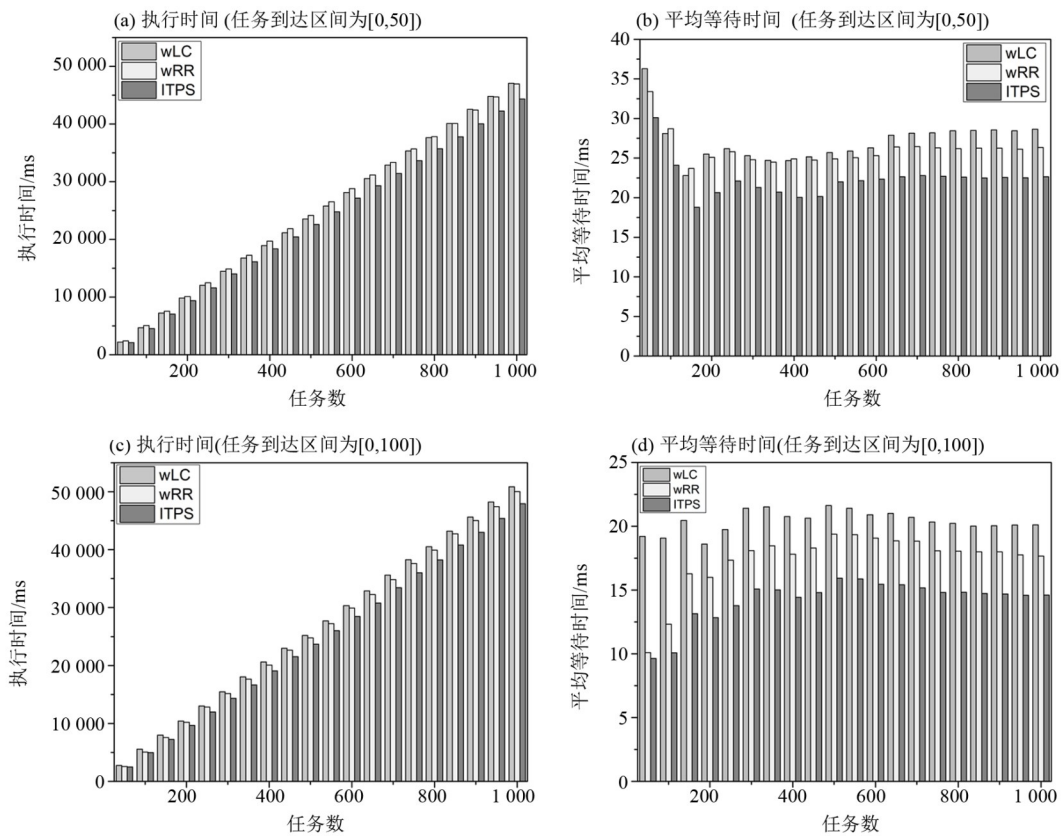 (a) 执行时间 (任务到达区间为[0,50])
wLC
wRR
ITPS
50 000
40 000
30 000
20 000
10 000
0
执行时间/ms
200 400 600 800 1 000
任务数
(b) 平均等待时间 (任务到达区间为[0,50])
wLC
wRR
ITPS
40
35
30
25
20
15
10
5
0
平均等待时间/ms
200 400 600 800 1 000
任务数
(c) 执行时间(任务到达区间为[0,100])
wLC
wRR
ITPS
50 000
40 000
30 000
20 000
10 000
0
执行时间/ms
200 400 600 800 1 000
任务数
(d) 平均等待时间(任务到达区间为[0,100])
wLC
wRR
ITPS
25
20
15
10
5
0
平均等待时间/ms
200 400 600 800 1 000
任务数